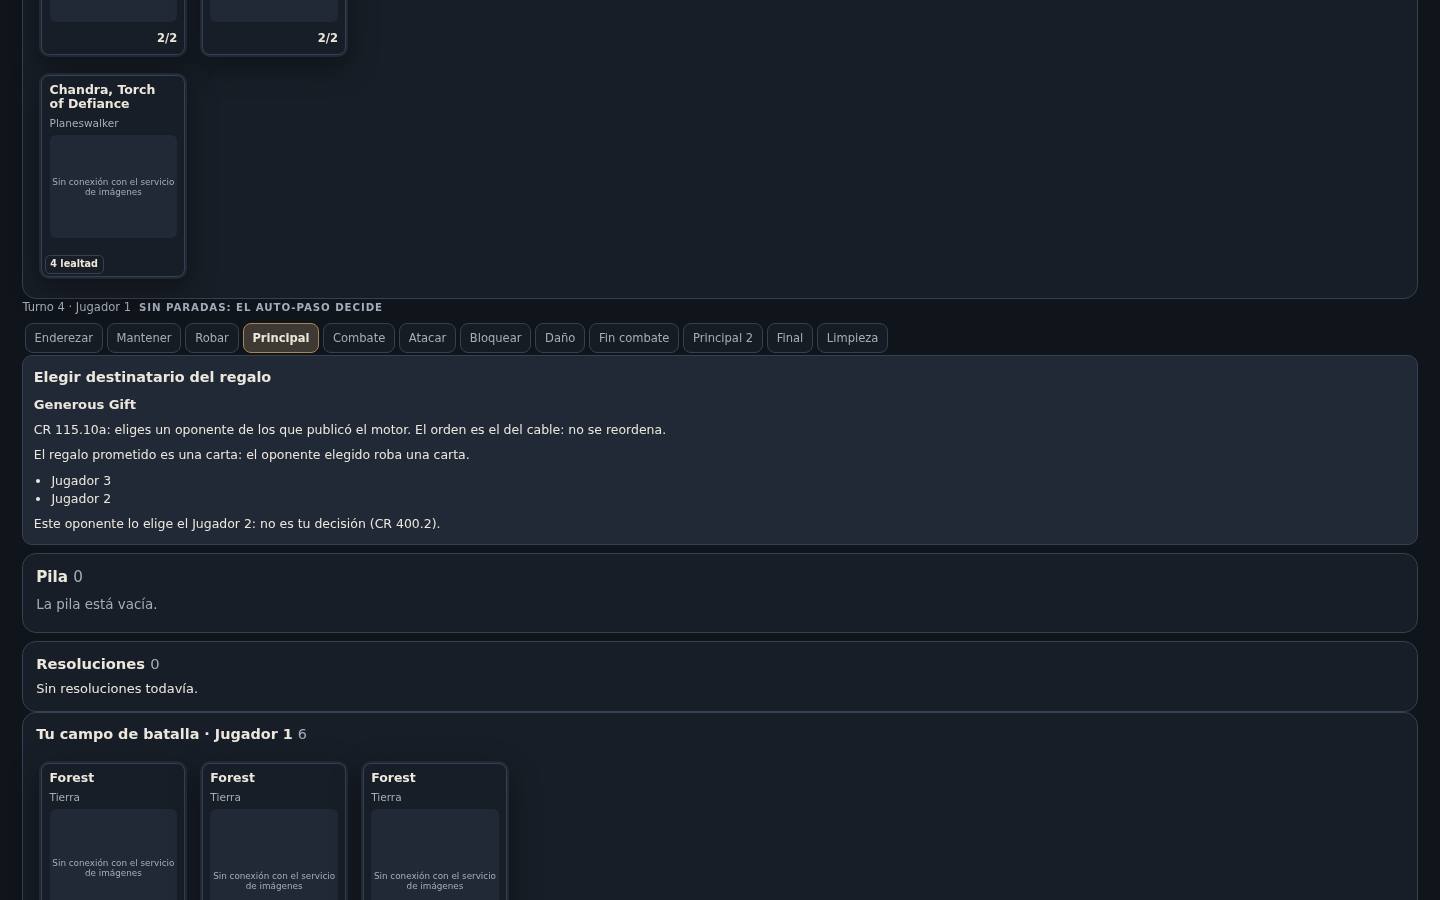 2/2
2/2
Chandra, Torch
of Defiance
Planeswalker
Sin conexión con el servicio
de imágenes
4 lealtad
Turno 4 · Jugador 1 SIN PARADAS: EL AUTO-PASO DECIDE
Enderezar Mantener Robar Principal Combate Atacar Bloquear Daño Fin combate Principal 2 Final Limpieza
Elegir destinatario del regalo
Generous Gift
CR 115.10a: eliges un oponente de los que publicó el motor. El orden es el del cable: no se reordena.
El regalo prometido es una carta: el oponente elegido roba una carta.
• Jugador 3
• Jugador 2
Este oponente lo elige el Jugador 2: no es tu decisión (CR 400.2).
Pila 0
La pila está vacía.
Resoluciones 0
Sin resoluciones todavía.
Tu campo de batalla · Jugador 1 6
Forest Forest Forest
Tierra Tierra Tierra
Sin conexión con el servicio
de imágenes
Sin conexión con el servicio
de imágenes
Sin conexión con el servicio
de imágenes